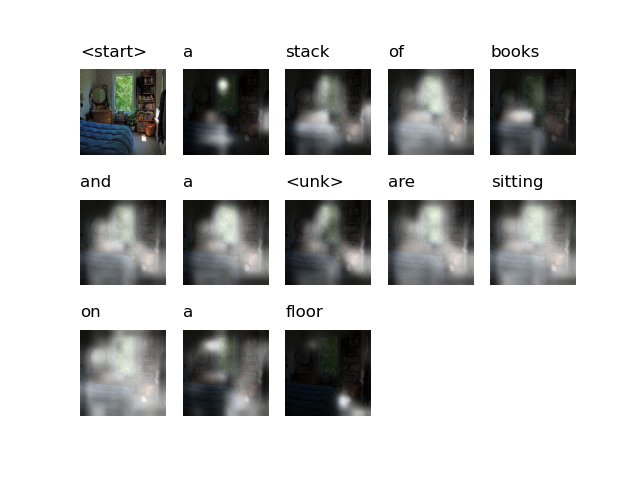 <start> a stack of books
and a <unk> are sitting
on a floor